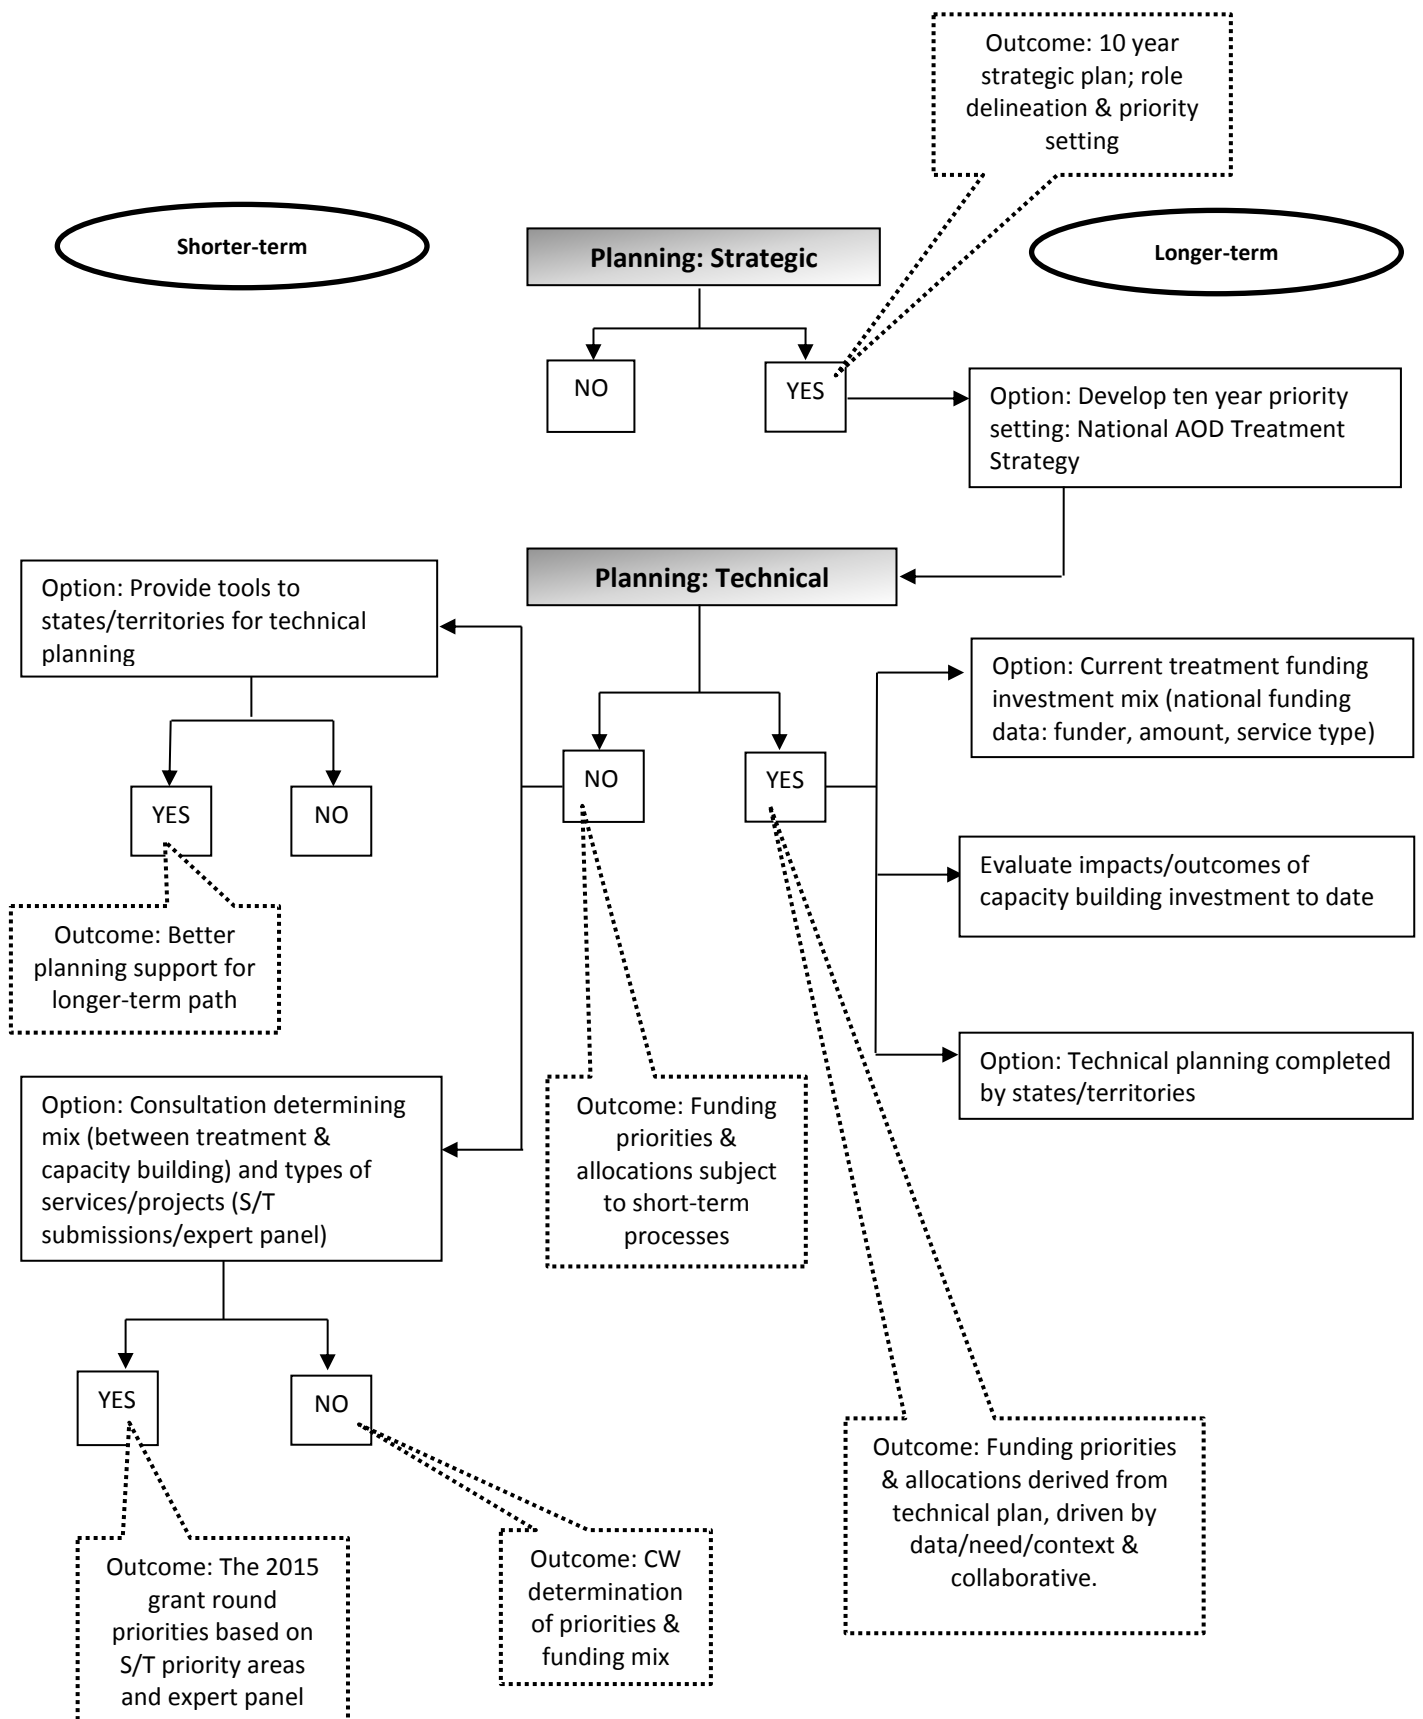 Outcome: 10 year
strategic plan; role
delineation & priority
setting
Shorter-term
Planning: Strategic
Longer-term
NO
YES
Option: Develop ten year priority
setting: National AOD Treatment
Strategy
Planning: Technical
Option: Provide tools to
states/territories for technical
planning
Option: Current treatment funding
investment mix (national funding
data: funder, amount, service type)
NO
YES
YES
NO
Evaluate impacts/outcomes of
capacity building investment to date
Outcome: Better
planning support for
longer-term path
Option: Technical planning completed
by states/territories
Option: Consultation determining
mix (between treatment &
capacity building) and types of
services/projects (S/T
submissions/expert panel)
Outcome: Funding
priorities &
allocations subject
to short-term
processes
YES
NO
Outcome: Funding priorities
& allocations derived from
technical plan, driven by
data/need/context &
collaborative.
Outcome: The 2015
grant round
priorities based on
S/T priority areas
and expert panel
Outcome: CW
determination
of priorities &
funding mix